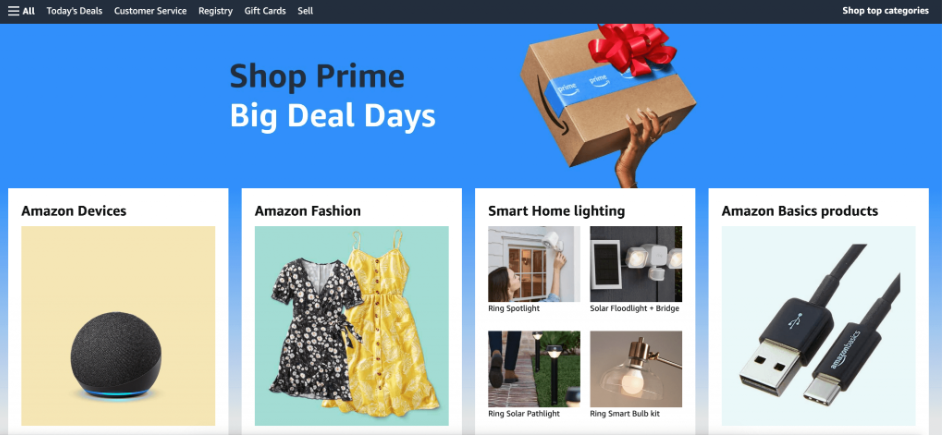 All Today's Deals Customer Service Registry Gift Cards Sell Shop top categories
Shop Prime
Big Deal Days
prime prime
Amazon Devices
Amazon Fashion
Smart Home lighting
Amazon Basics products
Ring Spotlight
Solar Floodlight + Bridge
Ring Solar Pathlight
Ring Smart Bulb kit
amazonbasics